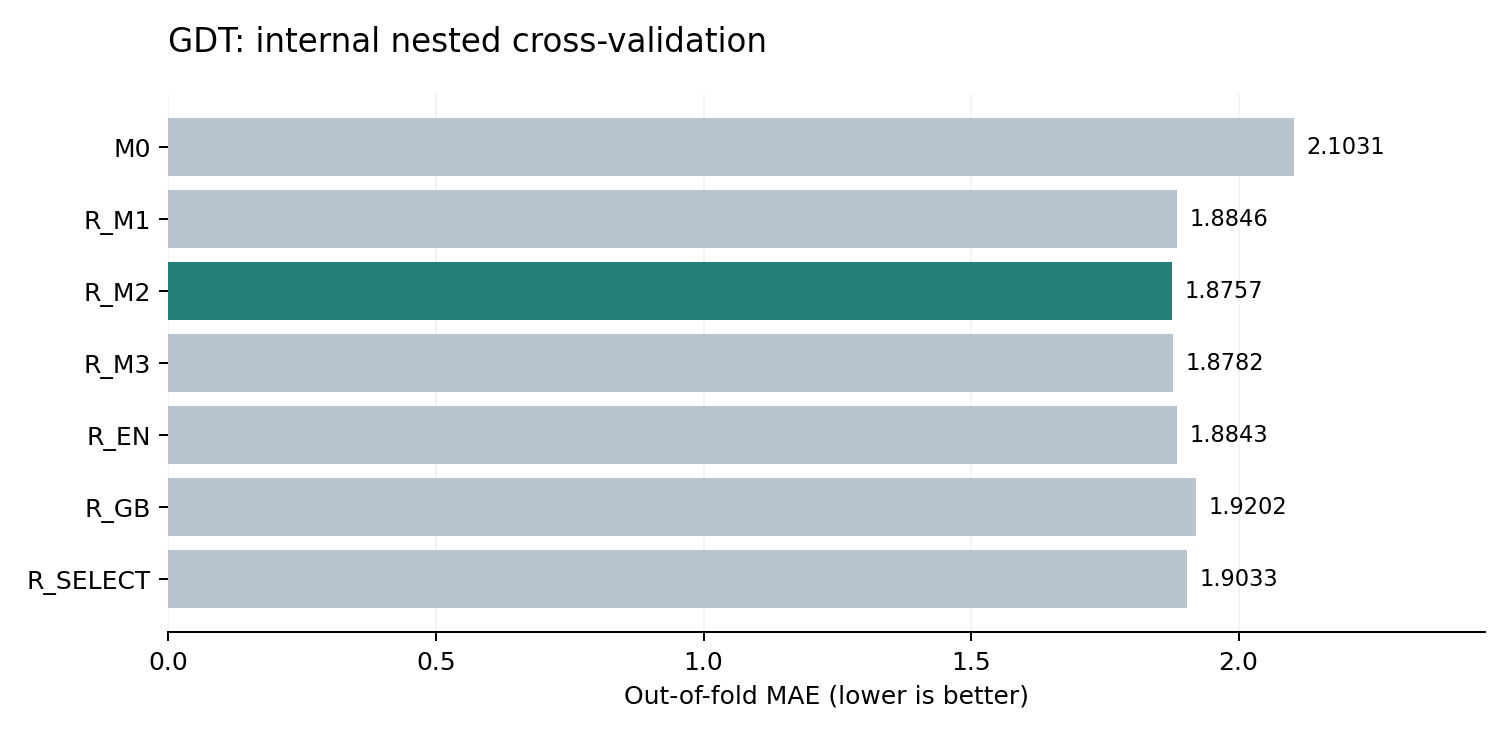 GDT: internal nested cross-validation
M0 2.1031
R_M1 1.8846
R_M2 1.8757
R_M3 1.8782
R_EN 1.8843
R_GB 1.9202
R_SELECT 1.9033
0.0 0.5 1.0 1.5 2.0
Out-of-fold MAE (lower is better)